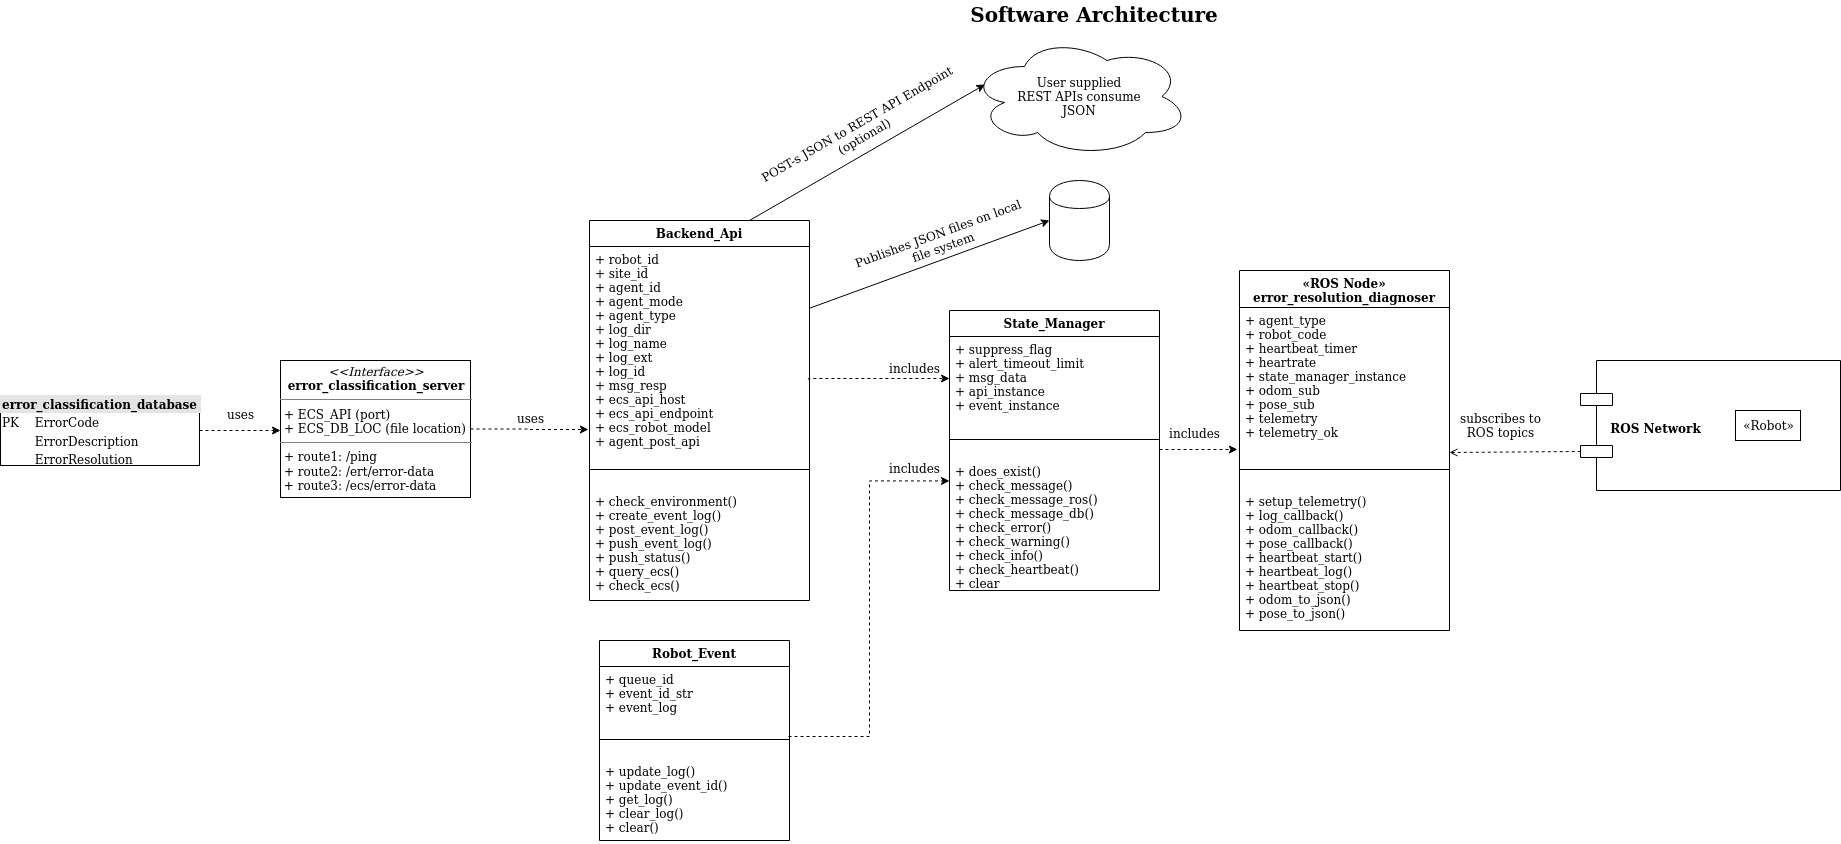 Software Architecture
User supplied
REST APIs consume
JSON
POST-s JSON to REST API Endpoint
(optional)
Publishes JSON files on local
file system
error_classification_database
PK ErrorCode
ErrorDescription
ErrorResolution
uses
<<Interface>>
error_classification_server
+ ECS_API (port)
+ ECS_DB_LOC (file location)
+ route1: /ping
+ route2: /ert/error-data
+ route3: /ecs/error-data
uses
Backend_Api
+ robot_id
+ site_id
+ agent_id
+ agent_mode
+ agent_type
+ log_dir
+ log_name
+ log_ext
+ log_id
+ msg_resp
+ ecs_api_host
+ ecs_api_endpoint
+ ecs_robot_model
+ agent_post_api
+ check_environment()
+ create_event_log()
+ post_event_log()
+ push_event_log()
+ push_status()
+ query_ecs()
+ check_ecs()
Robot_Event
+ queue_id
+ event_id_str
+ event_log
+ update_log()
+ update_event_id()
+ get_log()
+ clear_log()
+ clear()
includes
includes
State_Manager
+ suppress_flag
+ alert_timeout_limit
+ msg_data
+ api_instance
+ event_instance
+ does_exist()
+ check_message()
+ check_message_ros()
+ check_message_db()
+ check_error()
+ check_warning()
+ check_info()
+ check_heartbeat()
+ clear
includes
«ROS Node»
error_resolution_diagnoser
+ agent_type
+ robot_code
+ heartbeat_timer
+ heartrate
+ state_manager_instance
+ odom_sub
+ pose_sub
+ telemetry
+ telemetry_ok
+ setup_telemetry()
+ log_callback()
+ odom_callback()
+ pose_callback()
+ heartbeat_start()
+ heartbeat_log()
+ heartbeat_stop()
+ odom_to_json()
+ pose_to_json()
subscribes to
ROS topics
ROS Network
«Robot»